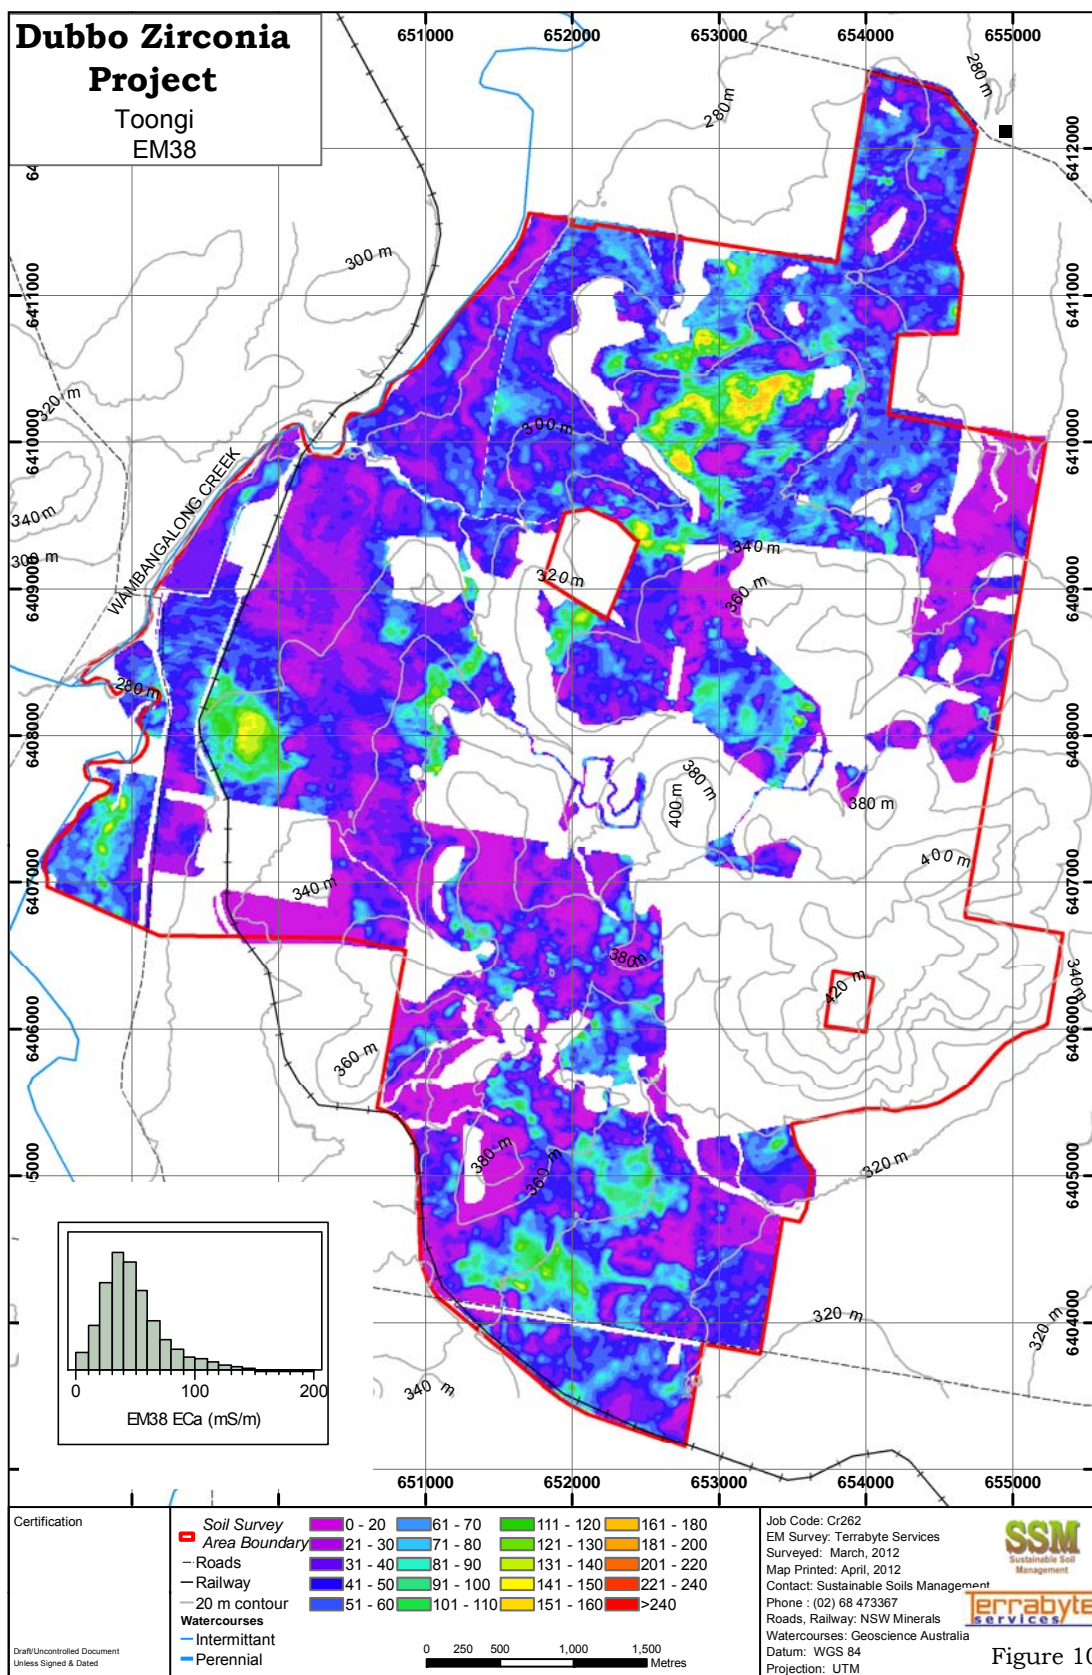 Dubbo Zirconia
Project
Toongi
EM38
651000 652000 653000 654000 655000
6412000
6411000
6410000
6409000
6408000
6407000
6406000
6405000
6404000
6411000
6410000
6409000
6408000
6407000
5000
280 m
280 m
300 m
320 m
340 m
300 m
WAMBANGALONG CREEK
280 m
300 m
320 m
340 m
360 m
380 m
400 m
380 m
400 m
340 m
380m
420 m
340 m
360 m
380 m
360 m
320 m
320 m
320 m
340 m
0 100 200
EM38 ECa (mS/m)
651000 652000 653000 654000 655000
Certification
Draft/Uncontrolled Document
Unless Signed & Dated
Soil Survey
Area Boundary
Roads
Railway
20 m contour
Watercourses
Intermittant
Perennial
0 - 20 61 - 70 111 - 120 161 - 180
21 - 30 71 - 80 121 - 130 181 - 200
31 - 40 81 - 90 131 - 140 201 - 220
41 - 50 91 - 100 141 - 150 221 - 240
51 - 60 101 - 110 151 - 160 >240
0 250 500 1,000 1,500
Metres
Job Code: Cr262
EM Survey: Terrabyte Services
Surveyed: March, 2012
Map Printed: April, 2012
Contact: Sustainable Soils Management
Phone : (02) 68 473367
Roads, Railway: NSW Minerals
Watercourses: Geoscience Australia
Datum: WGS 84
Projection: UTM
SSM
Sustainable Soil
Management
Terrabyte
services
Figure 10